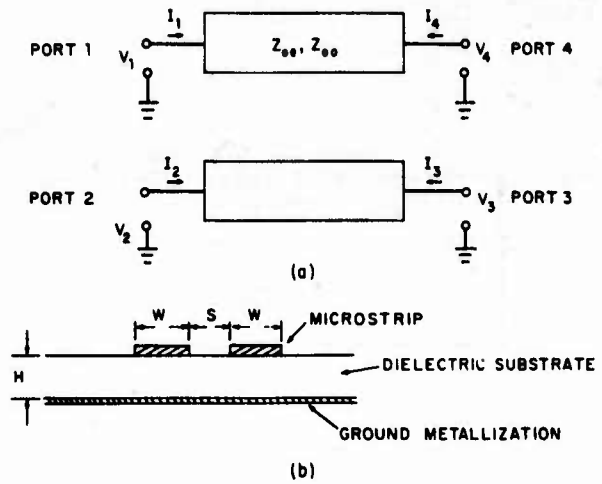 I₁ I₄
PORT 1 V₁ Zoe, Zoo V₄ PORT 4
I₂ I₃
PORT 2 V₂ V₃ PORT 3
(a)
W S W
MICROSTRIP
DIELECTRIC SUBSTRATE
H
GROUND METALLIZATION
(b)